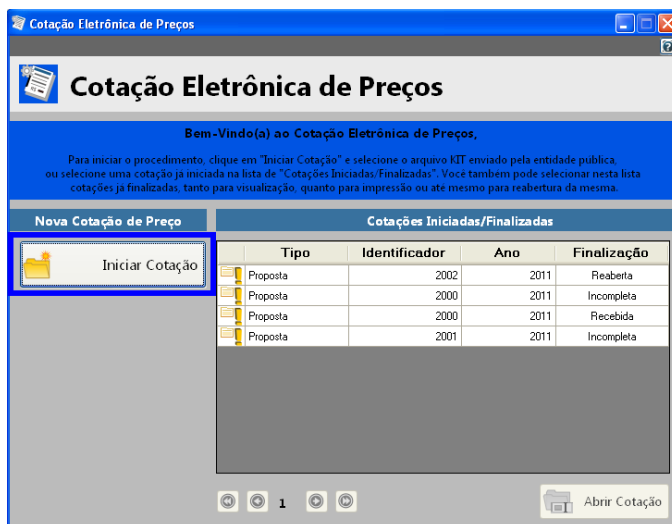 Cotação Eletrônica de Preços
Cotação Eletrônica de Preços
Bem-Vindo(a) ao Cotação Eletrônica de Preços,
Para iniciar o procedimento, clique em "Iniciar Cotação" e selecione o arquivo KIT enviado pela entidade pública,
ou selecione uma cotação já iniciada na lista de "Cotações Iniciadas/Finalizadas". Você também pode selecionar nesta lista
cotações já finalizadas, tanto para visualização, quanto para impressão ou até mesmo para reabertura da mesma.
Nova Cotação de Preço
Cotações Iniciadas/Finalizadas
Iniciar Cotação
Tipo Identificador Ano Finalização
Proposta 2002 2011 Reaberta
Proposta 2000 2011 Incompleta
Proposta 2000 2011 Recebida
Proposta 2001 2011 Incompleta
1
Abrir Cotação